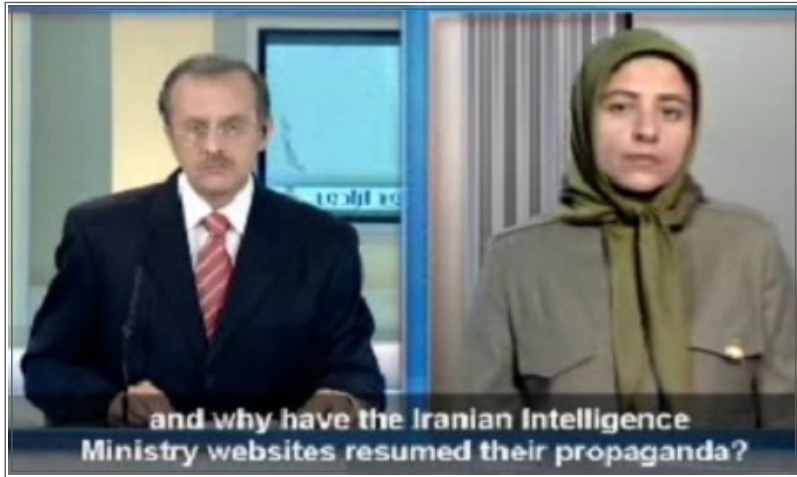 and why have the Iranian Intelligence
Ministry websites resumed their propaganda?